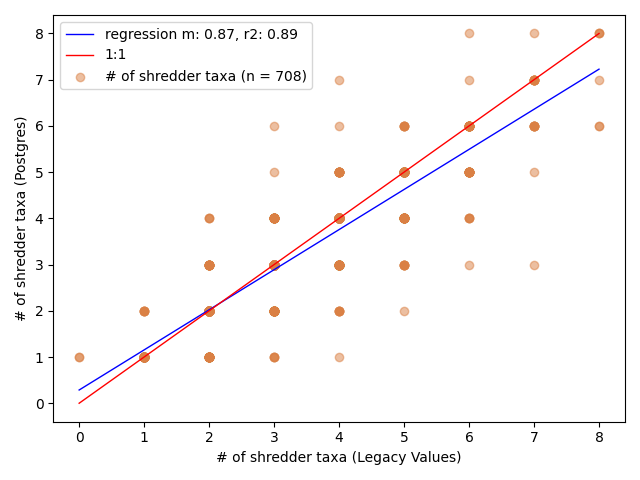 regression m: 0.87, r2: 0.89
1:1
# of shredder taxa (n = 708)
8
7
6
5
4
3
2
1
0
# of shredder taxa (Postgres)
0 1 2 3 4 5 6 7 8
# of shredder taxa (Legacy Values)